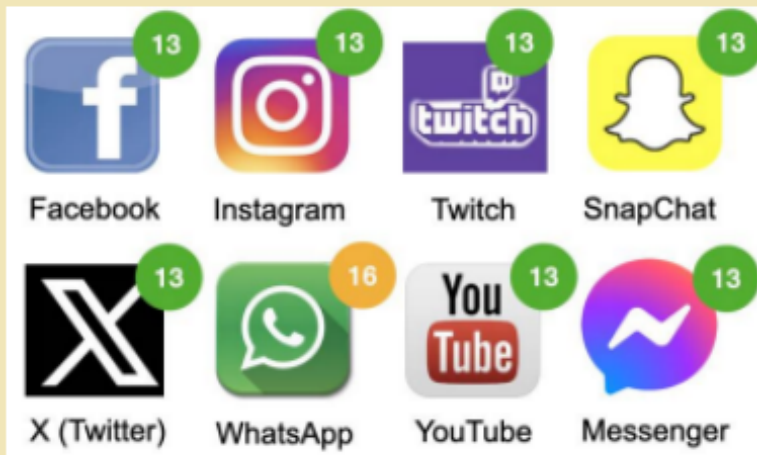 13 13 13 13
f twitch
Facebook Instagram Twitch SnapChat
13 16 13 13
X You Tube
X (Twitter) WhatsApp YouTube Messenger